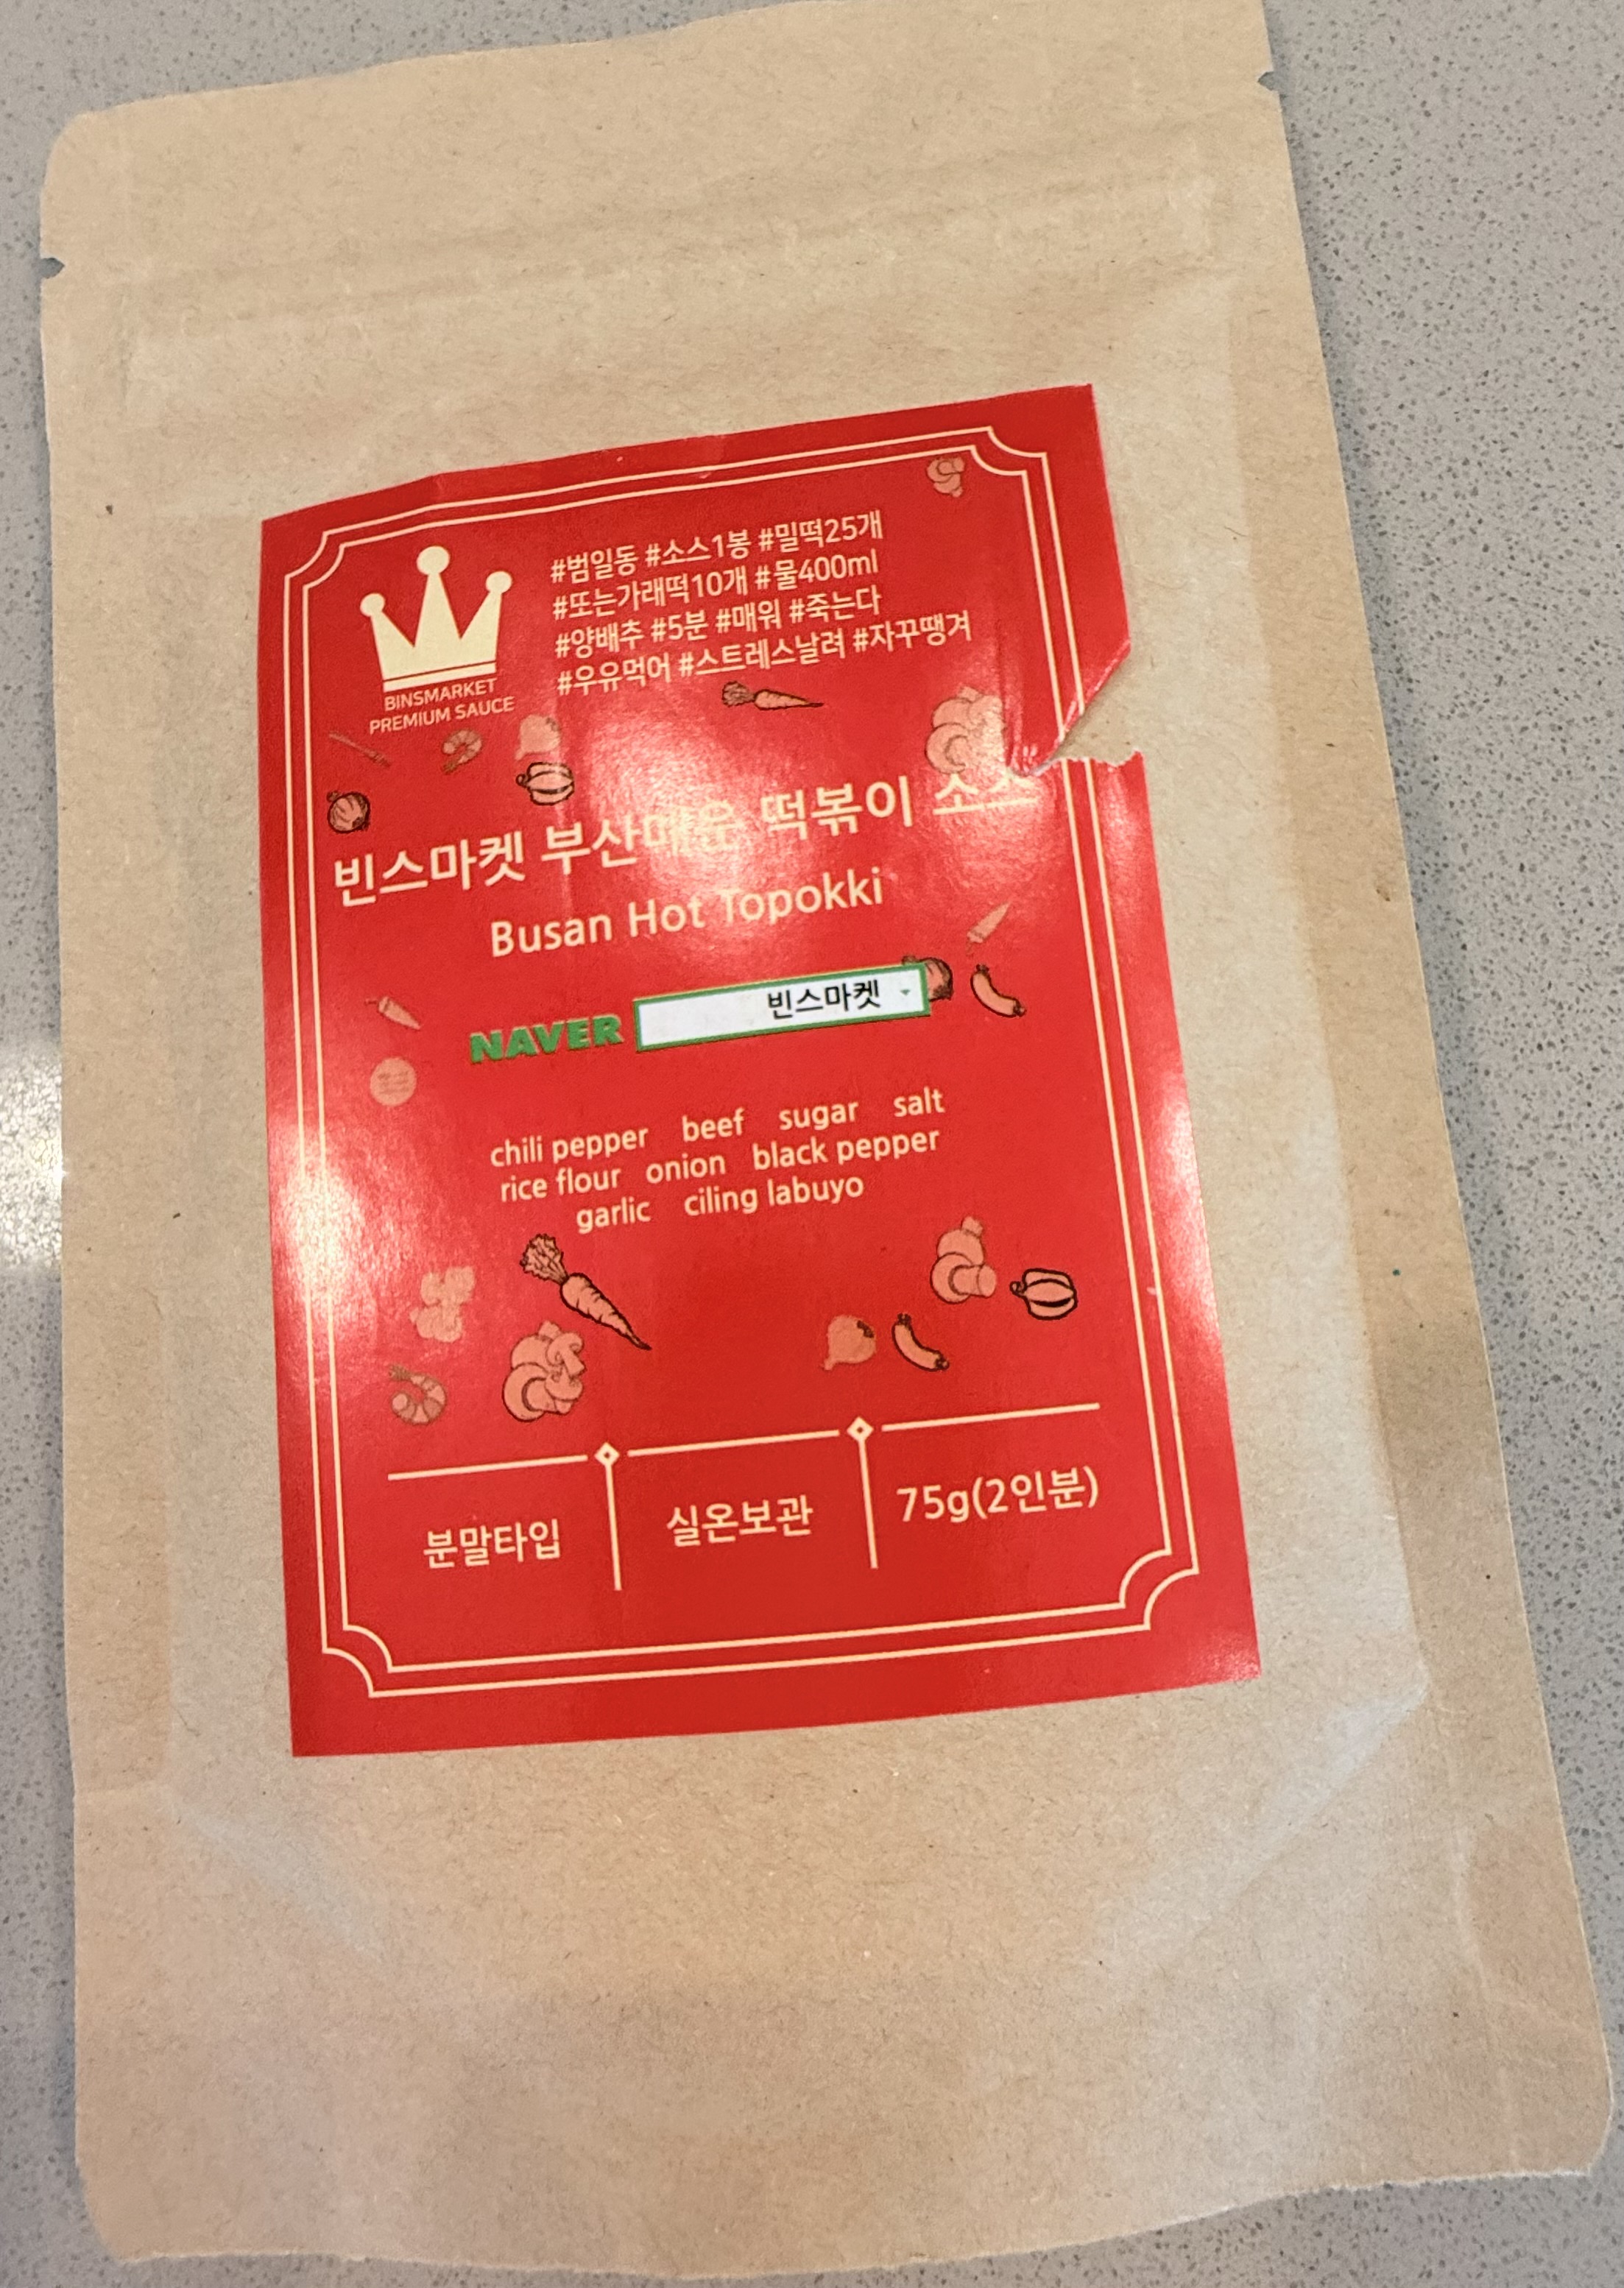 #범일동 #소스1봉 #밀떡25개
#또는가래떡10개 #물400ml
#양배추 #5분 #매워 #죽는다
#우유먹어 #스트레스날려 #자꾸땡겨
BINSMARKET
PREMIUM SAUCE
빈스마켓 부산매운 떡볶이 소스
Busan Hot Topokki
NAVER 빈스마켓
chili pepper beef sugar salt
rice flour onion black pepper
garlic ciling labuyo
분말타입 실온보관 75g(2인분)